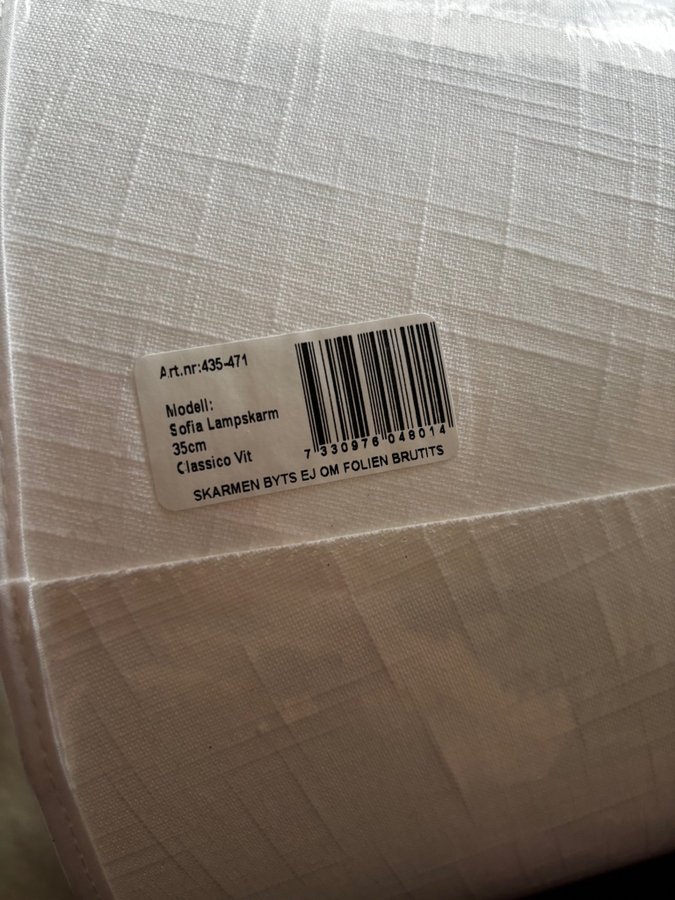 Art.nr:435-471
Modell:
Sofia Lampskarm
35cm
Classico Vit
7 330976 048014
SKARMEN BYTS EJ OM FOLIEN BRUTITS